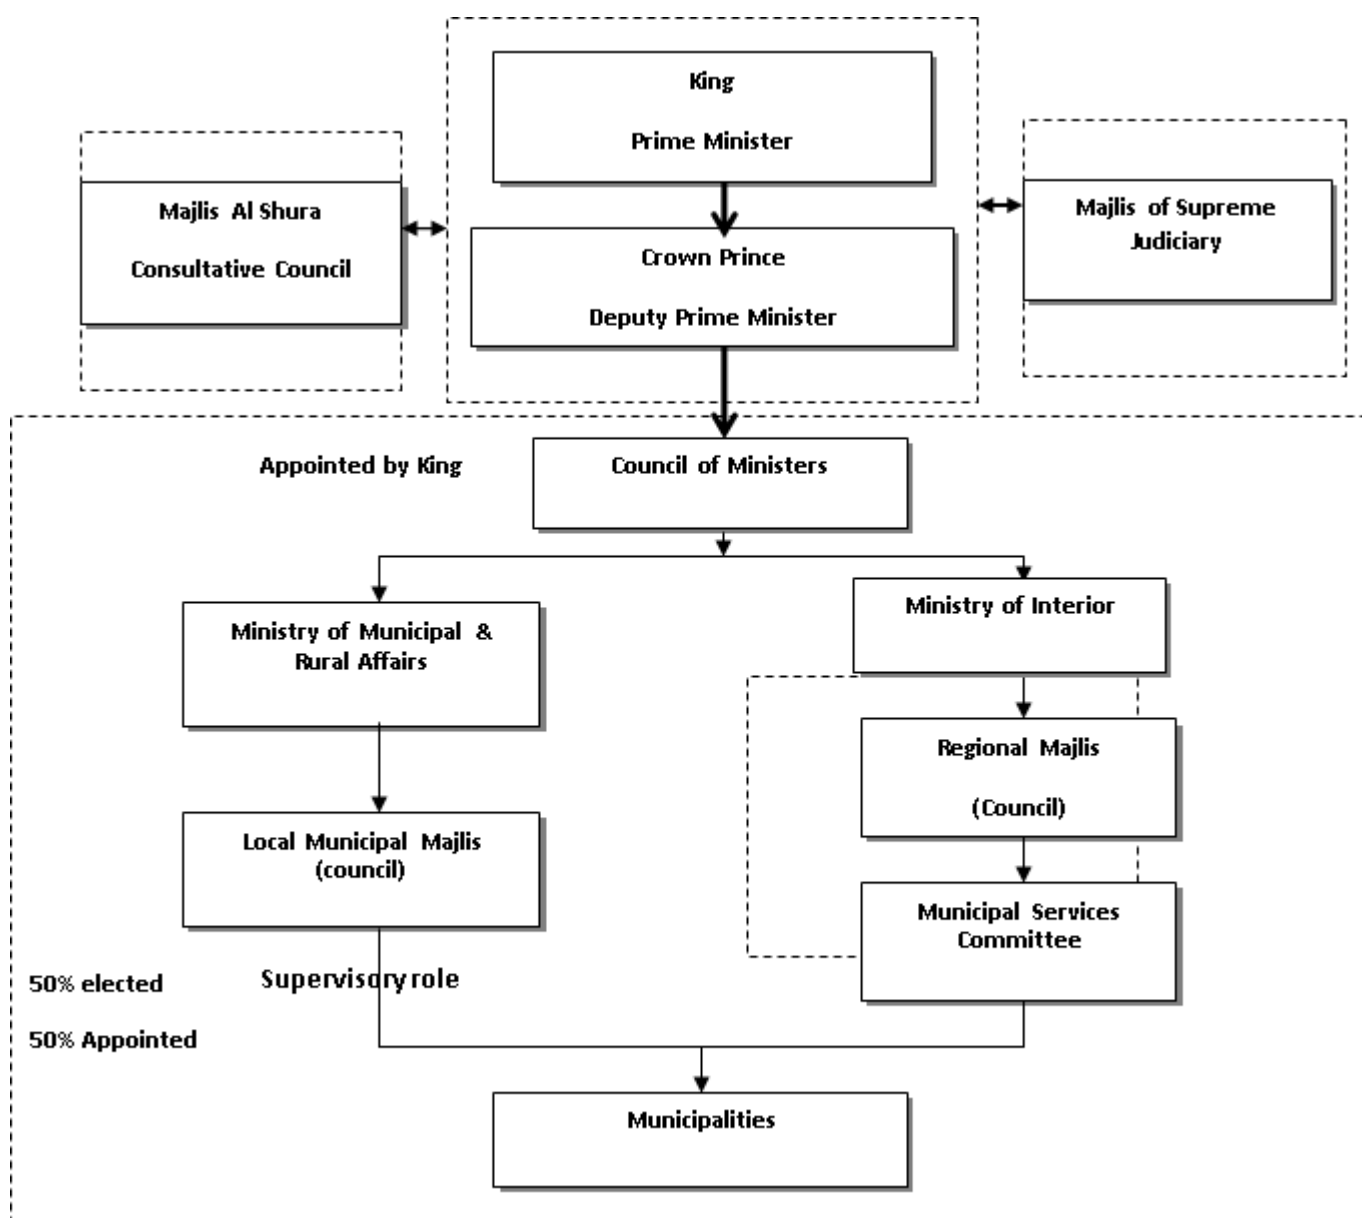 King
Prime Minister
Majlis Al Shura
Consultative Council
Majlis of Supreme
Judiciary
Crown Prince
Deputy Prime Minister
Appointed by King
Council of Ministers
Ministry of Municipal &
Rural Affairs
Ministry of Interior
Regional Majlis
(Council)
Local Municipal Majlis
(council)
Municipal Services
Committee
50% elected
Supervisory role
50% Appointed
Municipalities